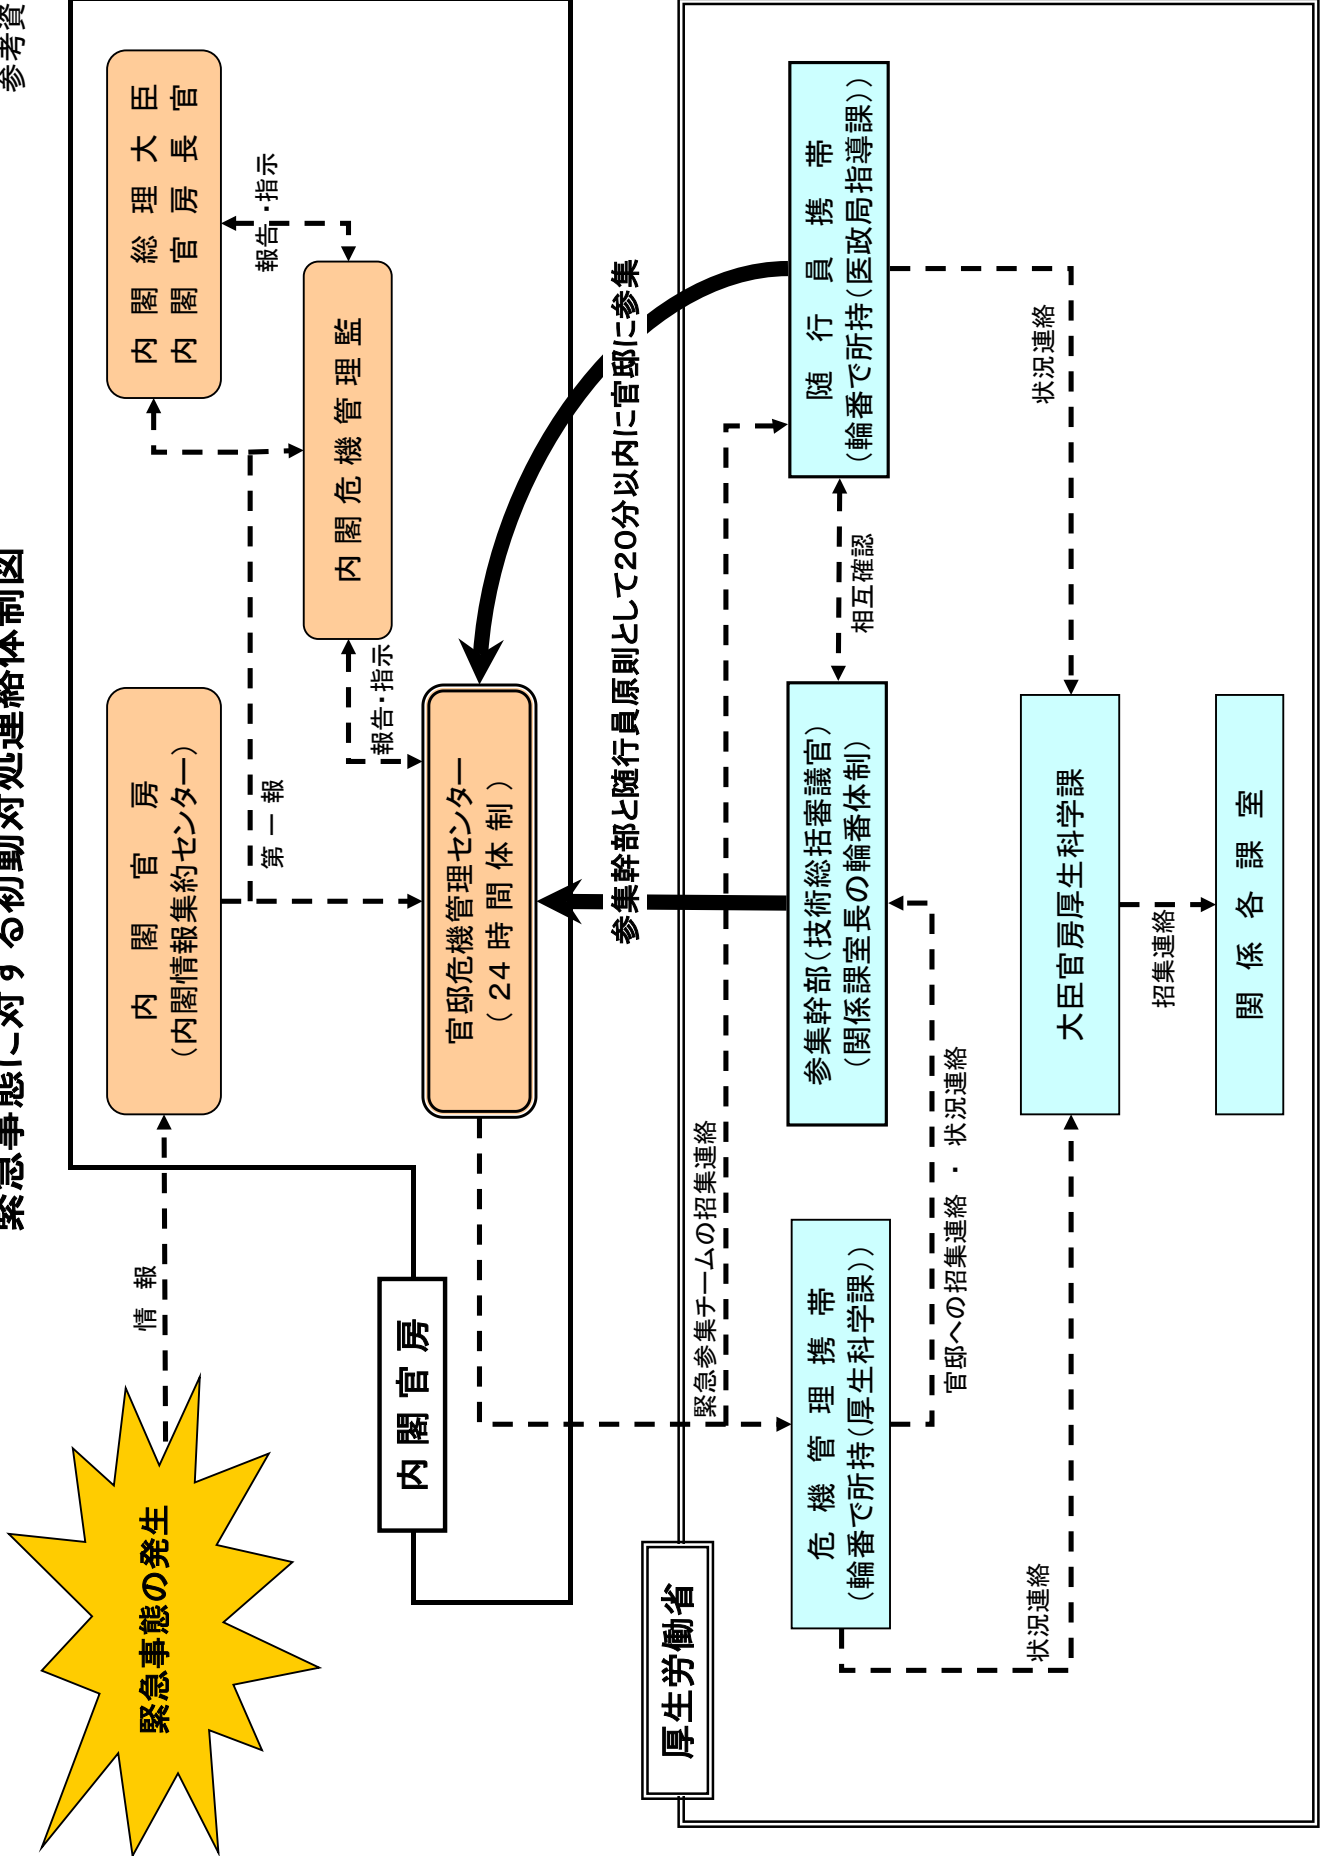 参考資
緊急事態に対する初動対処連絡体制図
緊急事態の発生
情　報
内　閣　官　房
（内閣情報集約センター）
第　一　報
内　閣　総　理　大　臣
内　閣　官　房　長　官
報告・指示
内閣危機管理監
報告・指示
官邸危機管理センター
（２４時間体制）
内閣官房
参集幹部と随行員原則として２０分以内に官邸に参集
厚生労働省
緊急参集チームの招集連絡
危　機　管　理　携　帯
（輪番で所持（厚生科学課））
参集幹部（技術総括審議官）
（関係課室長の輪番体制）
相互確認
随　行　員　携　帯
（輪番で所持（医政局指導課））
官邸への招集連絡　・　状況連絡
状況連絡
状況連絡
大臣官房厚生科学課
招集連絡
関　係　各　課　室